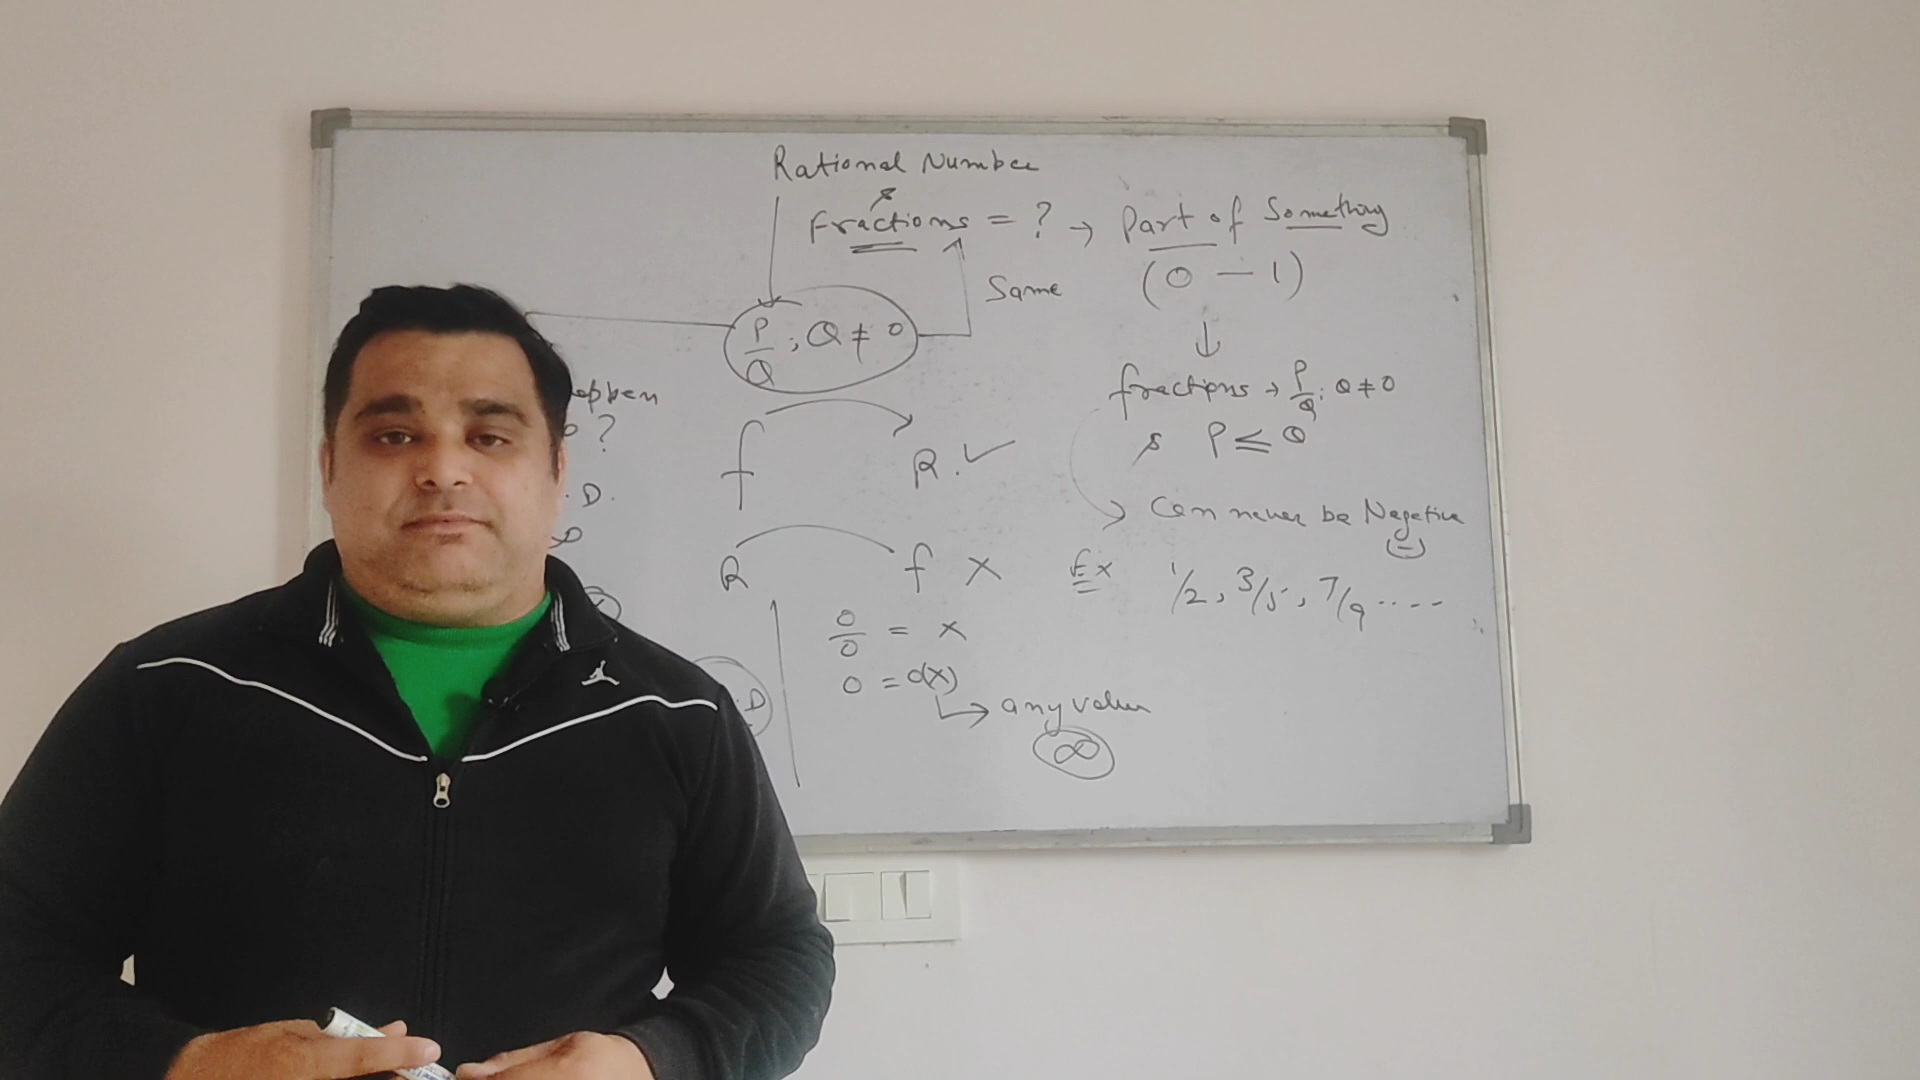 Rational Number
&
fractions = ? → Part of Something
(0 — 1)
Same
P/Q ; Q ≠ 0
↓
fractions → P/Q ; Q ≠ 0
& P ≤ Q
?
f → R. ✓
.D.
Can never be Negative
(-)
R → f ×
Ex 1/2, 3/5, 7/9 ....
0/0 = x
0 = 0(x)
.D
→ any value
∞